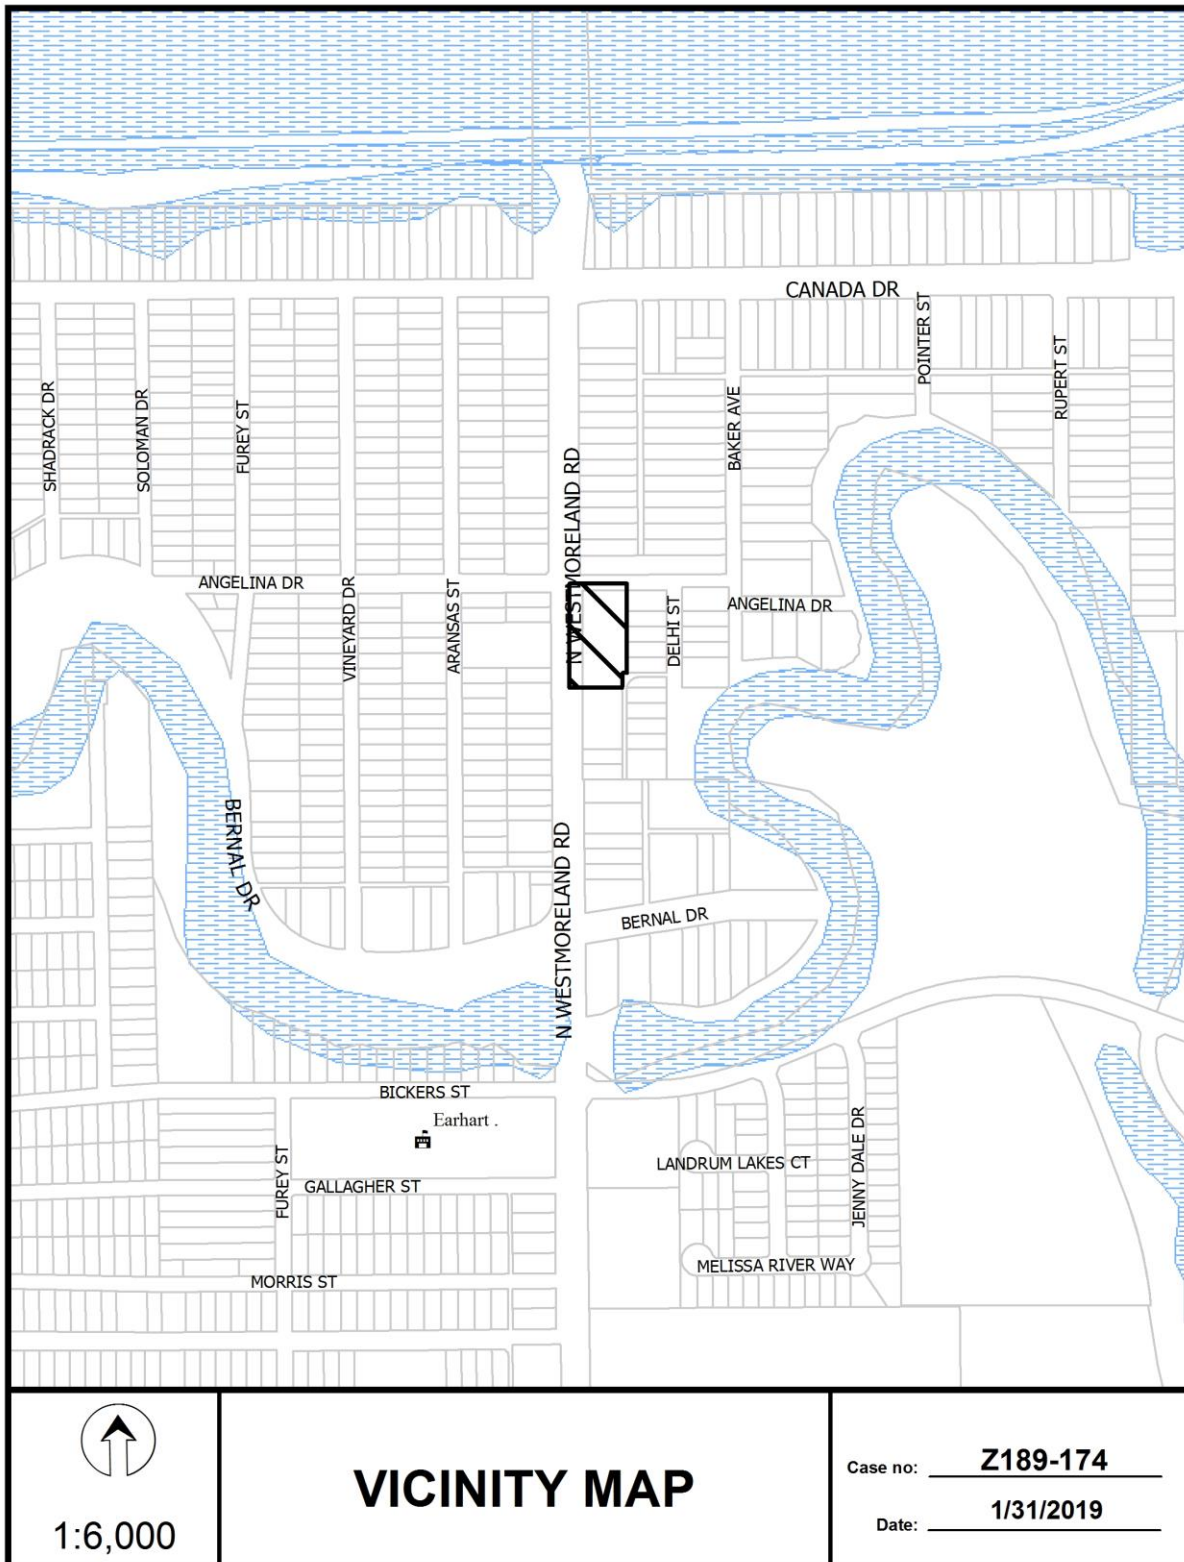 CANADA DR
POINTER ST
RUPERT ST
SHADRACK DR
SOLOMAN DR
FUREY ST
BAKER AVE
N WESTMORELAND RD
ANGELINA DR
VINEYARD DR
ARANSAS ST
DELHI ST
ANGELINA DR
BERNAL DR
N WESTMORELAND RD
BERNAL DR
BICKERS ST
Earhart .
FUREY ST
GALLAGHER ST
LANDRUM LAKES CT
JENNY DALE DR
MELISSA RIVER WAY
MORRIS ST
1:6,000
VICINITY MAP
Case no: Z189-174
Date: 1/31/2019